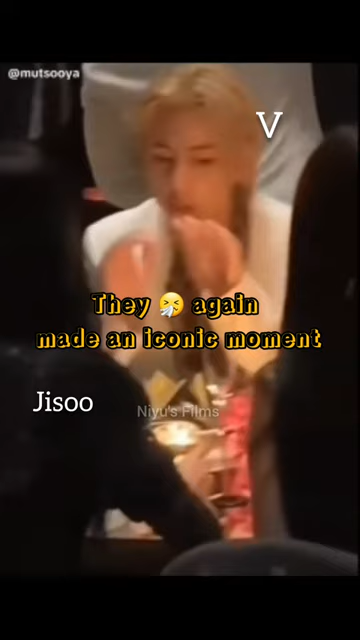 @mutsooya
V
They 🤧 again
made an iconic moment
Jisoo
Niyu's Films